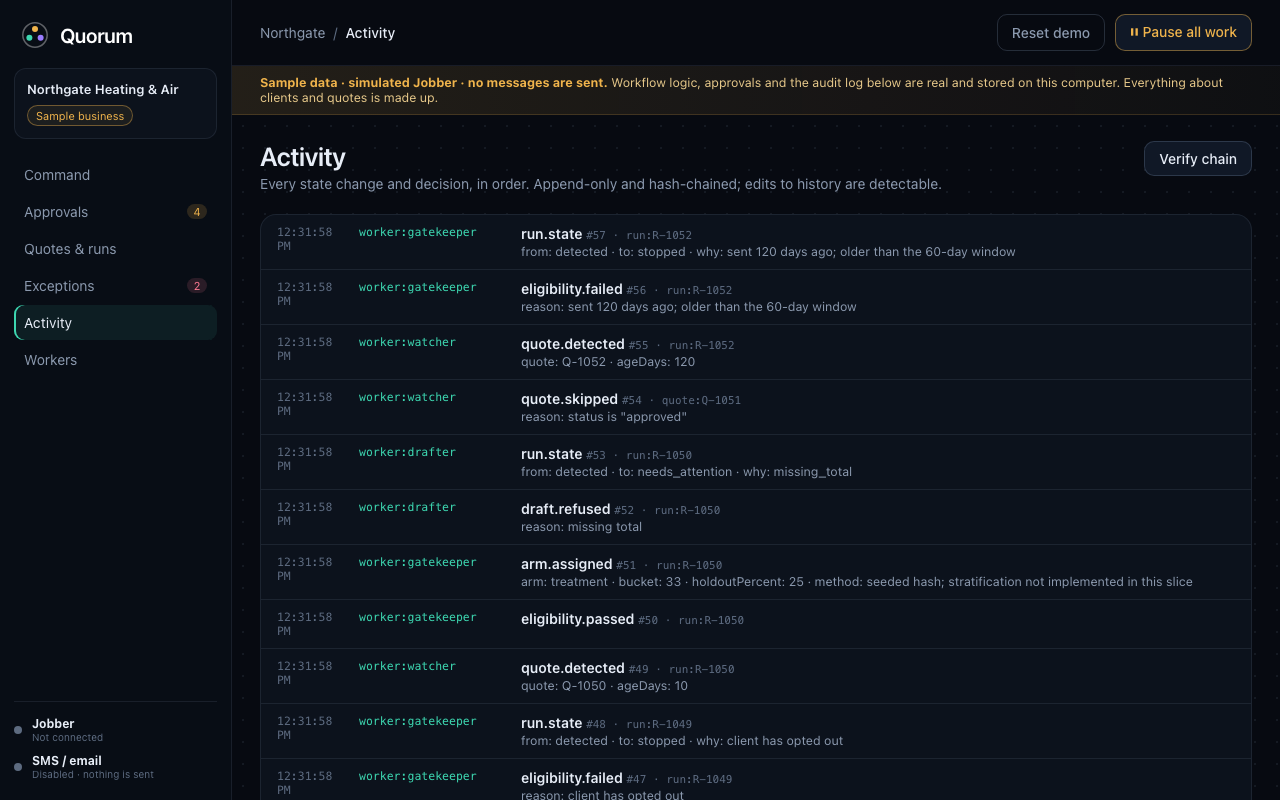 Quorum
Northgate Heating & Air
Sample business
Command
Approvals 4
Quotes & runs
Exceptions 2
Activity
Workers
Jobber
Not connected
SMS / email
Disabled · nothing is sent
Northgate / Activity
Reset demo
Pause all work
Sample data · simulated Jobber · no messages are sent. Workflow logic, approvals and the audit log below are real and stored on this computer. Everything about
clients and quotes is made up.
Activity
Every state change and decision, in order. Append-only and hash-chained; edits to history are detectable.
Verify chain
12:31:58 PM worker:gatekeeper run.state #57 · run:R-1052
from: detected · to: stopped · why: sent 120 days ago; older than the 60-day window
12:31:58 PM worker:gatekeeper eligibility.failed #56 · run:R-1052
reason: sent 120 days ago; older than the 60-day window
12:31:58 PM worker:watcher quote.detected #55 · run:R-1052
quote: Q-1052 · ageDays: 120
12:31:58 PM worker:watcher quote.skipped #54 · quote:Q-1051
reason: status is "approved"
12:31:58 PM worker:drafter run.state #53 · run:R-1050
from: detected · to: needs_attention · why: missing_total
12:31:58 PM worker:drafter draft.refused #52 · run:R-1050
reason: missing total
12:31:58 PM worker:gatekeeper arm.assigned #51 · run:R-1050
arm: treatment · bucket: 33 · holdoutPercent: 25 · method: seeded hash; stratification not implemented in this slice
12:31:58 PM worker:gatekeeper eligibility.passed #50 · run:R-1050
12:31:58 PM worker:watcher quote.detected #49 · run:R-1050
quote: Q-1050 · ageDays: 10
12:31:58 PM worker:gatekeeper run.state #48 · run:R-1049
from: detected · to: stopped · why: client has opted out
12:31:58 PM worker:gatekeeper eligibility.failed #47 · run:R-1049
reason: client has opted out